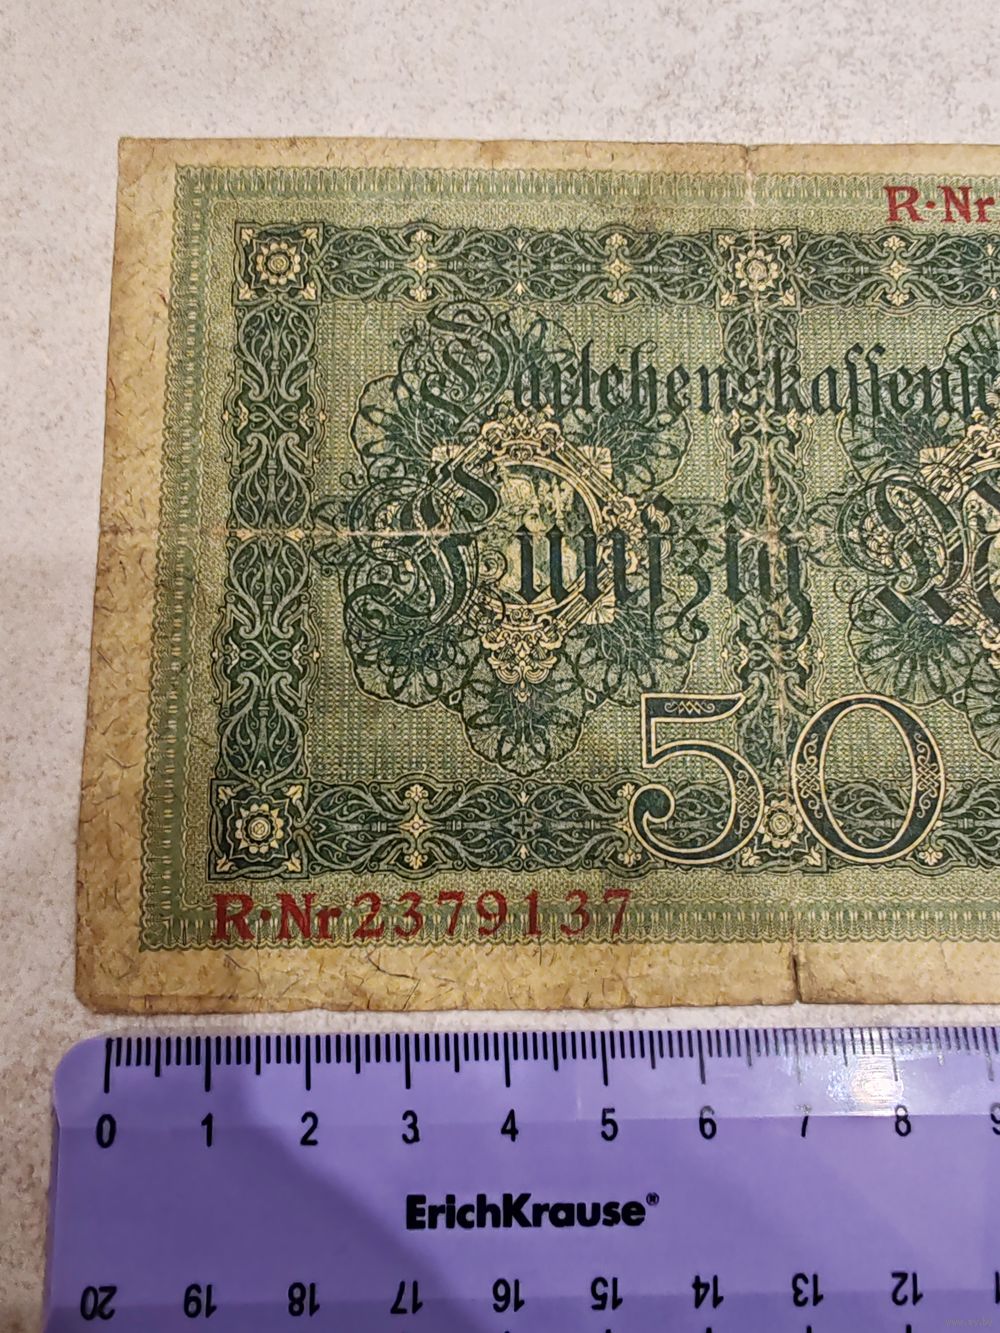 R·Nr
Darlehenskassensc
Fünfzig
50
R·Nr 2379137
0 1 2 3 4 5 6 7 8 9
ErichKrause®
20 19 18 17 16 15 14 13 12